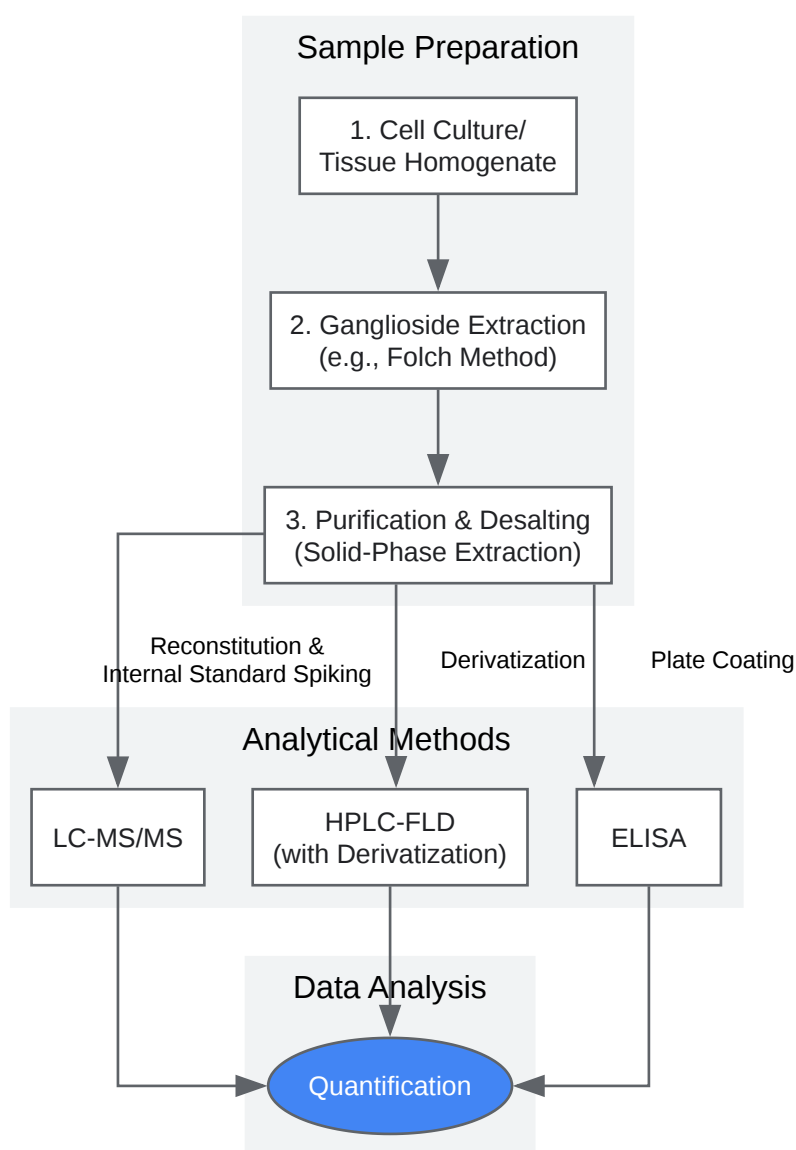 Sample Preparation
1. Cell Culture/
Tissue Homogenate
2. Ganglioside Extraction
(e.g., Folch Method)
3. Purification & Desalting
(Solid-Phase Extraction)
Reconstitution &
Internal Standard Spiking
Derivatization
Plate Coating
Analytical Methods
LC-MS/MS
HPLC-FLD
(with Derivatization)
ELISA
Data Analysis
Quantification